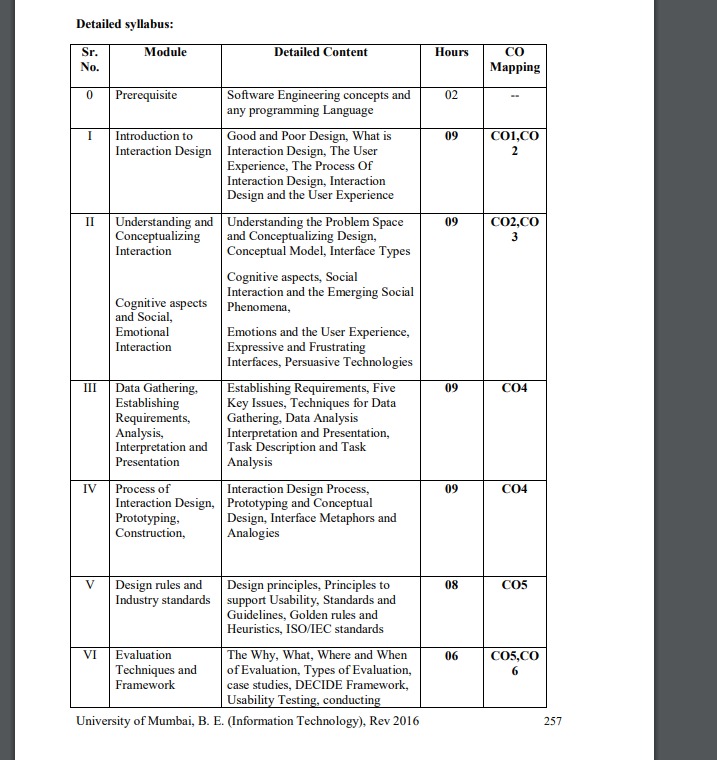 Detailed syllabus:
Sr. No. Module Detailed Content Hours CO Mapping
0 Prerequisite Software Engineering concepts and 02 --
any programming Language
I Introduction to Good and Poor Design, What is 09 CO1,CO
Interaction Design Interaction Design, The User 2
Experience, The Process Of
Interaction Design, Interaction
Design and the User Experience
II Understanding and Understanding the Problem Space 09 CO2,CO
Conceptualizing and Conceptualizing Design, 3
Interaction Conceptual Model, Interface Types
Cognitive aspects, Social
Interaction and the Emerging Social
Cognitive aspects Phenomena,
and Social,
Emotional Emotions and the User Experience,
Interaction Expressive and Frustrating
Interfaces, Persuasive Technologies
III Data Gathering, Establishing Requirements, Five 09 CO4
Establishing Key Issues, Techniques for Data
Requirements, Gathering, Data Analysis
Analysis, Interpretation and Presentation,
Interpretation and Task Description and Task
Presentation Analysis
IV Process of Interaction Design Process, 09 CO4
Interaction Design, Prototyping and Conceptual
Prototyping, Design, Interface Metaphors and
Construction, Analogies
V Design rules and Design principles, Principles to 08 CO5
Industry standards support Usability, Standards and
Guidelines, Golden rules and
Heuristics, ISO/IEC standards
VI Evaluation The Why, What, Where and When 06 CO5,CO
Techniques and of Evaluation, Types of Evaluation, 6
Framework case studies, DECIDE Framework,
Usability Testing, conducting
University of Mumbai, B. E. (Information Technology), Rev 2016 257